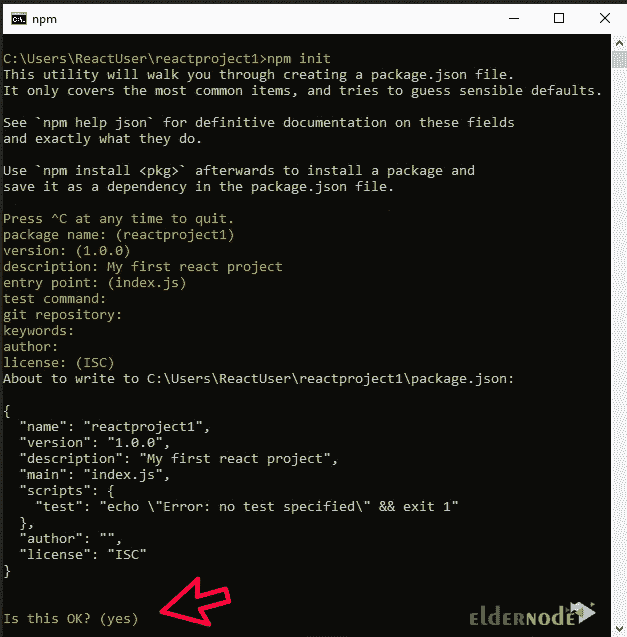 npm
C:\Users\ReactUser\reactproject1>npm init
This utility will walk you through creating a package.json file.
It only covers the most common items, and tries to guess sensible defaults.
See `npm help json` for definitive documentation on these fields
and exactly what they do.
Use `npm install <pkg>` afterwards to install a package and
save it as a dependency in the package.json file.
Press ^C at any time to quit.
package name: (reactproject1)
version: (1.0.0)
description: My first react project
entry point: (index.js)
test command:
git repository:
keywords:
author:
license: (ISC)
About to write to C:\Users\ReactUser\reactproject1\package.json:
{
  "name": "reactproject1",
  "version": "1.0.0",
  "description": "My first react project",
  "main": "index.js",
  "scripts": {
    "test": "echo \"Error: no test specified\" && exit 1"
  },
  "author": "",
  "license": "ISC"
}
Is this OK? (yes)
eldernode